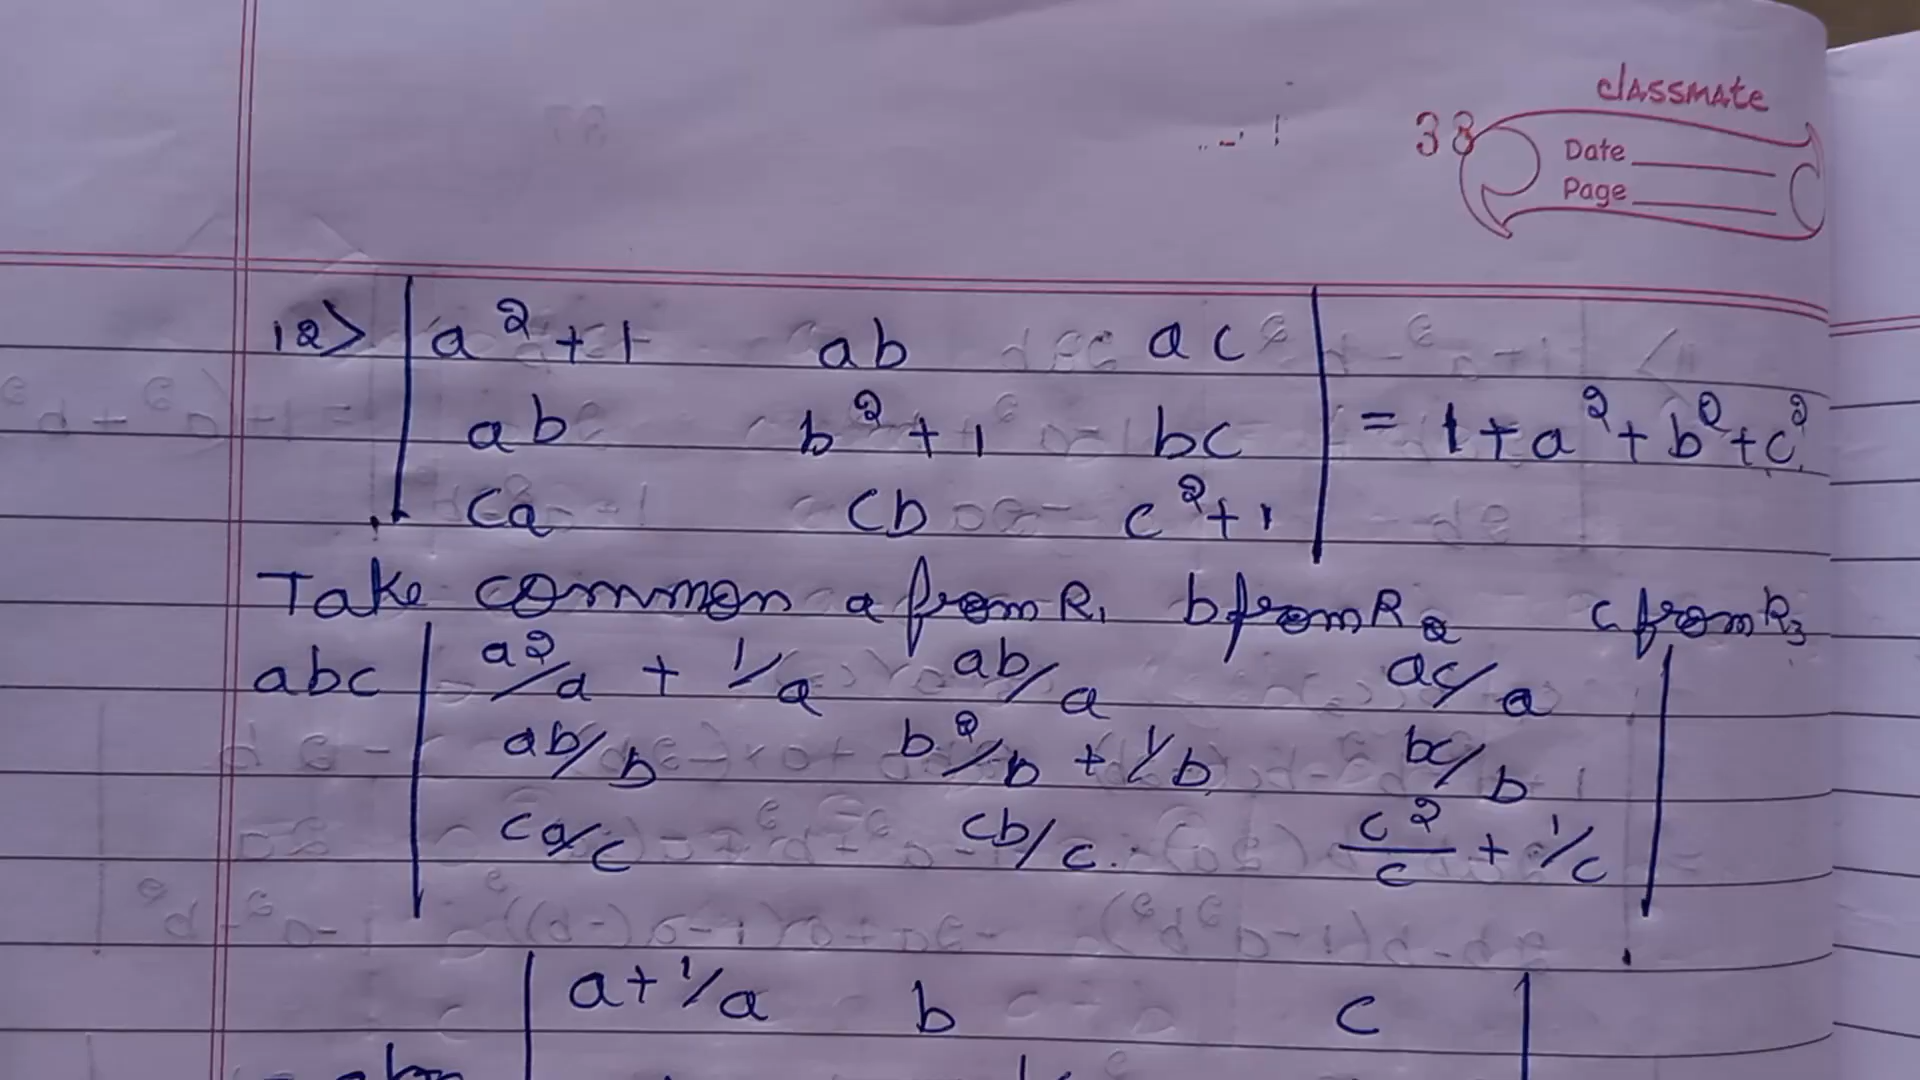 classmate
38
Date
Page
12> | a²+1 ab ac |
| ab b²+1 bc | = 1+a²+b²+c²
| ca cb c²+1 |
Take common a from R₁ b from R₂ c from R₃
abc | a²/a + 1/a ab/a ac/a |
| ab/b b²/b + 1/b bc/b |
| ca/c cb/c. c²/c + 1/c |
| a+1/a b c |